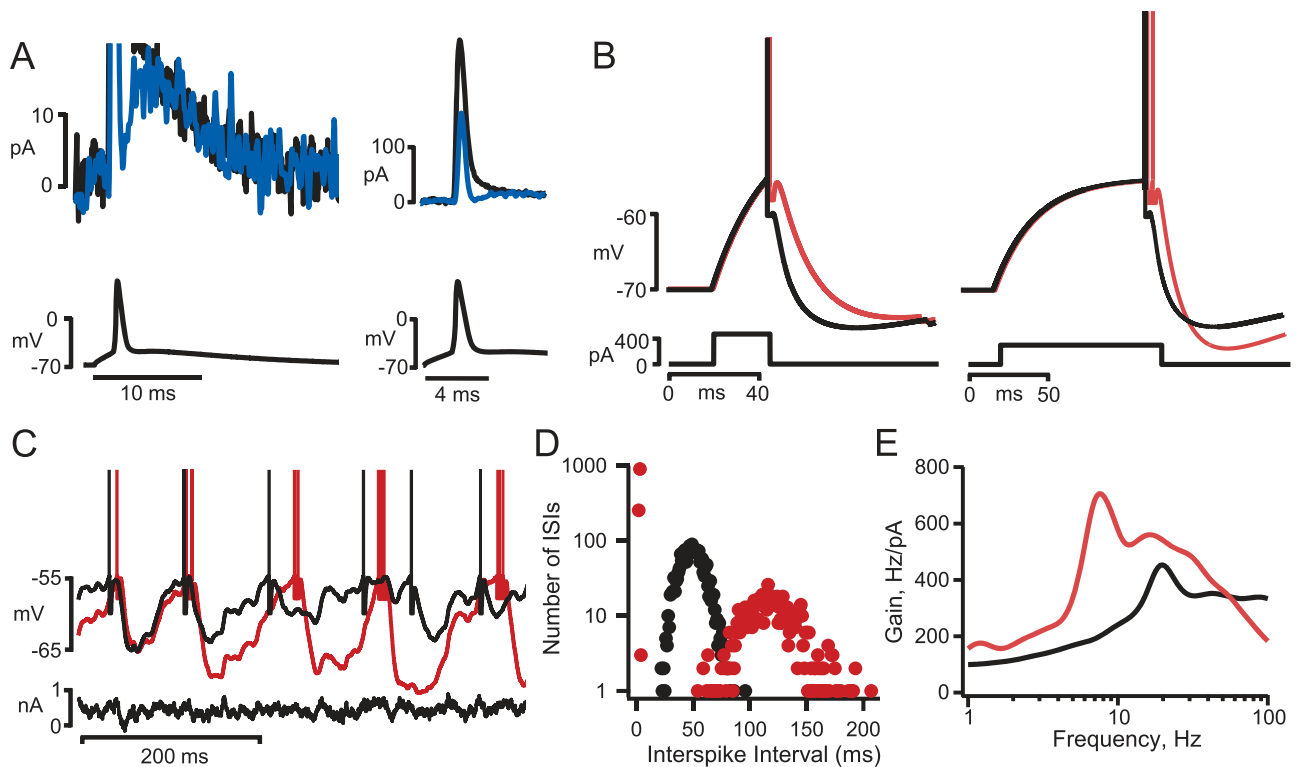 A
10
pA
0
100
pA
0
0
mV
-70
10 ms
0
mV
-70
4 ms
B
-60
mV
-70
400
pA
0
0 ms 40
0 ms 50
C
-55
mV
-65
1
nA
0
200 ms
D
Number of ISIs
1000
100
10
1
0 50 100 150 200
Interspike Interval (ms)
E
Gain, Hz/pA
800
600
400
200
0
1 10 100
Frequency, Hz